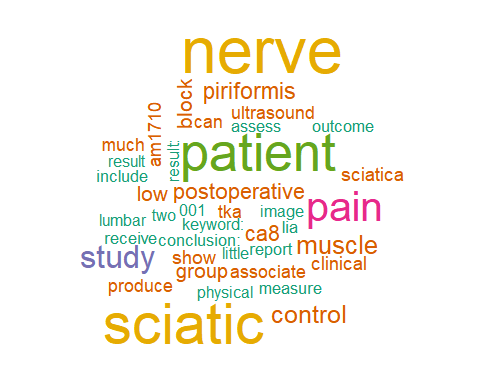 nerve
piriformis
block
am1710
can
ultrasound
assess
outcome
much
result
result:
patient
include
sciatica
low
postoperative
pain
lumbar
two
001
tka
image
keyword:
lia
receive
conclusion:
ca8
muscle
study
show
little
report
clinical
group
associate
produce
physical
measure
sciatic
control